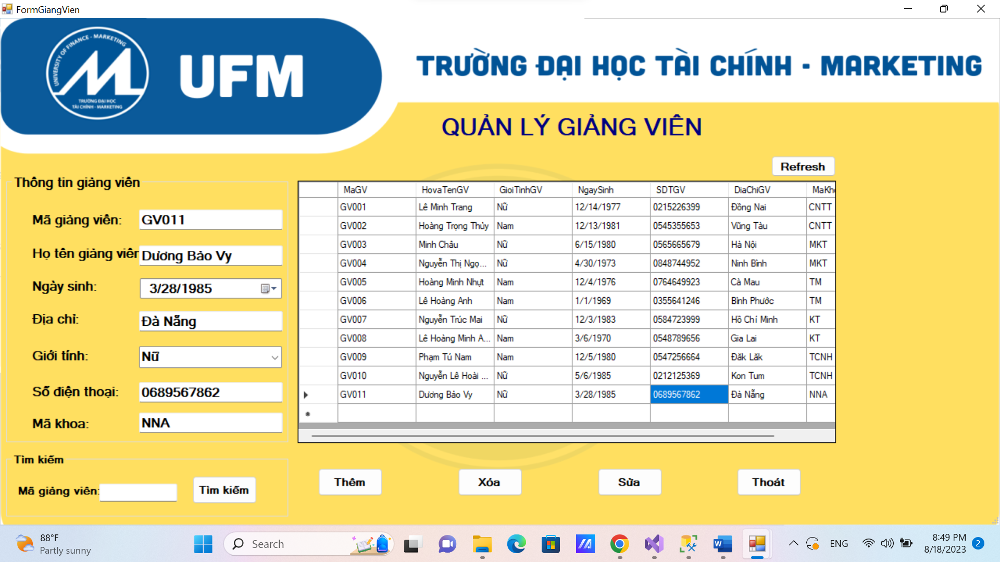 FormGiangVien
UNIVERSITY OF FINANCE - MARKETING
TRƯỜNG ĐẠI HỌC
TÀI CHÍNH - MARKETING
UFM
TRƯỜNG ĐẠI HỌC TÀI CHÍNH - MARKETING
QUẢN LÝ GIẢNG VIÊN
Refresh
Thông tin giảng viên
Mã giảng viên: GV011
Họ tên giảng viên Dương Bảo Vy
Ngày sinh: 3/28/1985
Địa chỉ: Đà Nẵng
Giới tính: Nữ
Số điện thoại: 0689567862
Mã khoa: NNA
MaGV HovaTenGV GioiTinhGV NgaySinh SDTGV DiaChiGV MaKho
GV001 Lê Minh Trang Nữ 12/14/1977 0215226399 Đồng Nai CNTT
GV002 Hoàng Trọng Thủy Nam 12/13/1981 0545355653 Vũng Tàu CNTT
GV003 Minh Châu Nữ 6/15/1980 0565665679 Hà Nội MKT
GV004 Nguyễn Thị Ngọ... Nữ 4/30/1973 0848744952 Ninh Bình MKT
GV005 Hoàng Minh Nhựt Nam 12/4/1976 0764649923 Cà Mau TM
GV006 Lê Hoàng Anh Nam 1/1/1969 0355641246 Bình Phước TM
GV007 Nguyễn Trúc Mai Nữ 12/3/1983 0584723999 Hồ Chí Minh KT
GV008 Lê Hoàng Minh A... Nam 3/6/1970 0548789656 Gia Lai KT
GV009 Phạm Tú Nam Nam 12/5/1980 0547256664 Đăk Lăk TCNH
GV010 Nguyễn Lê Hoài ... Nữ 5/6/1985 0212125369 Kon Tum TCNH
GV011 Dương Bảo Vy Nữ 3/28/1985 0689567862 Đà Nẵng NNA
Tìm kiếm
Mã giảng viên: Tìm kiếm
Thêm Xóa Sửa Thoát
88°F
Partly sunny
Search
ENG
8:49 PM
8/18/2023
2